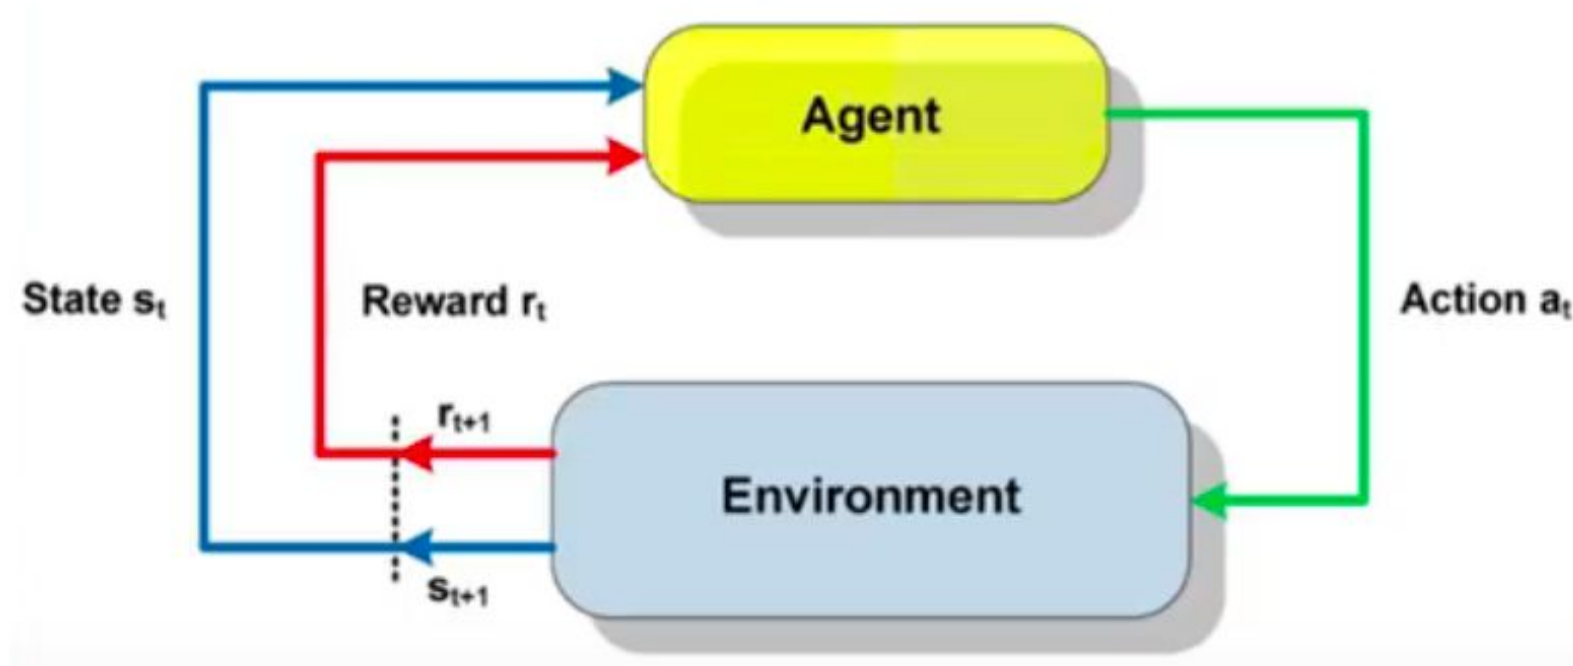 Agent
State sₜ
Reward rₜ
Action aₜ
rₜ₊₁
Environment
sₜ₊₁